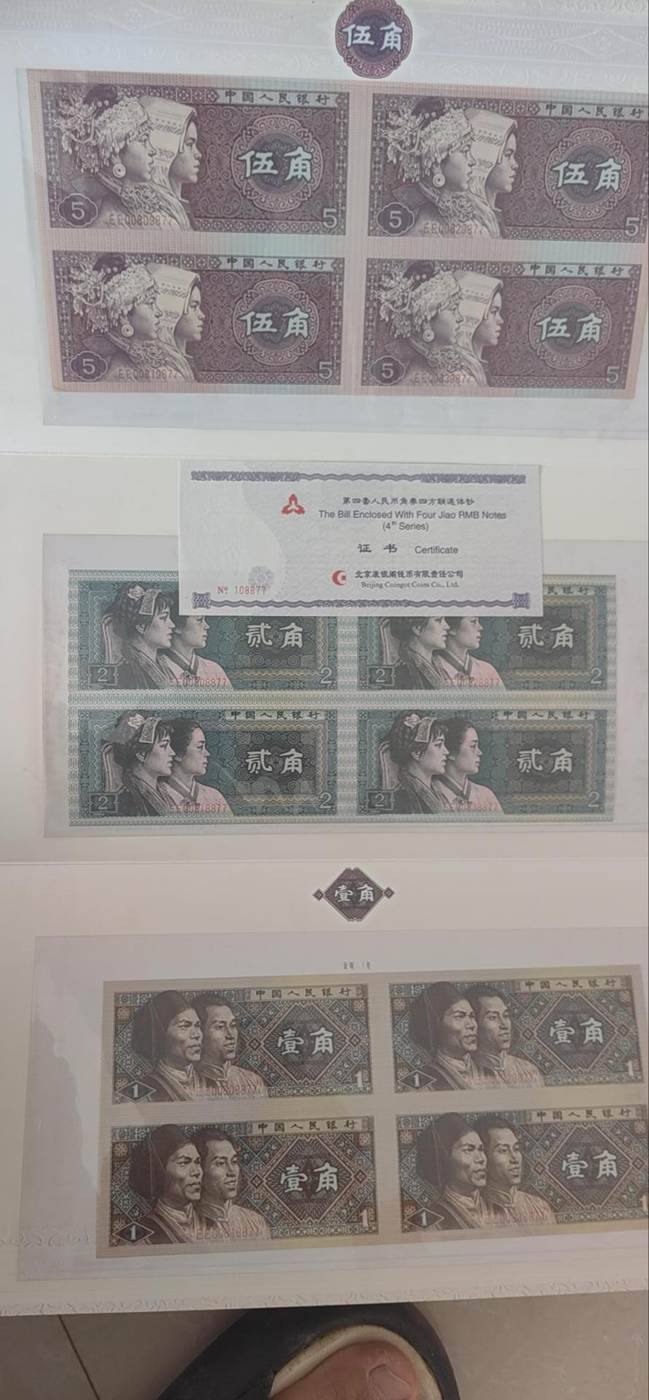 伍角
中国人民银行
伍角
5
EE00809877
5
中国人民银行
伍角
5
EE00829877
5
中国人民银行
伍角
5
EE00819877
5
中国人民银行
伍角
5
5
第四套人民币角券四方联连体钞
The Bill Enclosed With Four Jiao RMB Notes
(4th Series)
证书 Certificate
北京康银阁钱币有限责任公司
Beijing Coingot Coins Co., Ltd.
No 108877
贰角
2
2
贰角
2
2
中国人民银行
贰角
2
2
中国人民银行
贰角
2
2
壹角
中国人民银行
壹角
1
1
中国人民银行
壹角
1
1
中国人民银行
壹角
1
1
中国人民银行
壹角
1
1